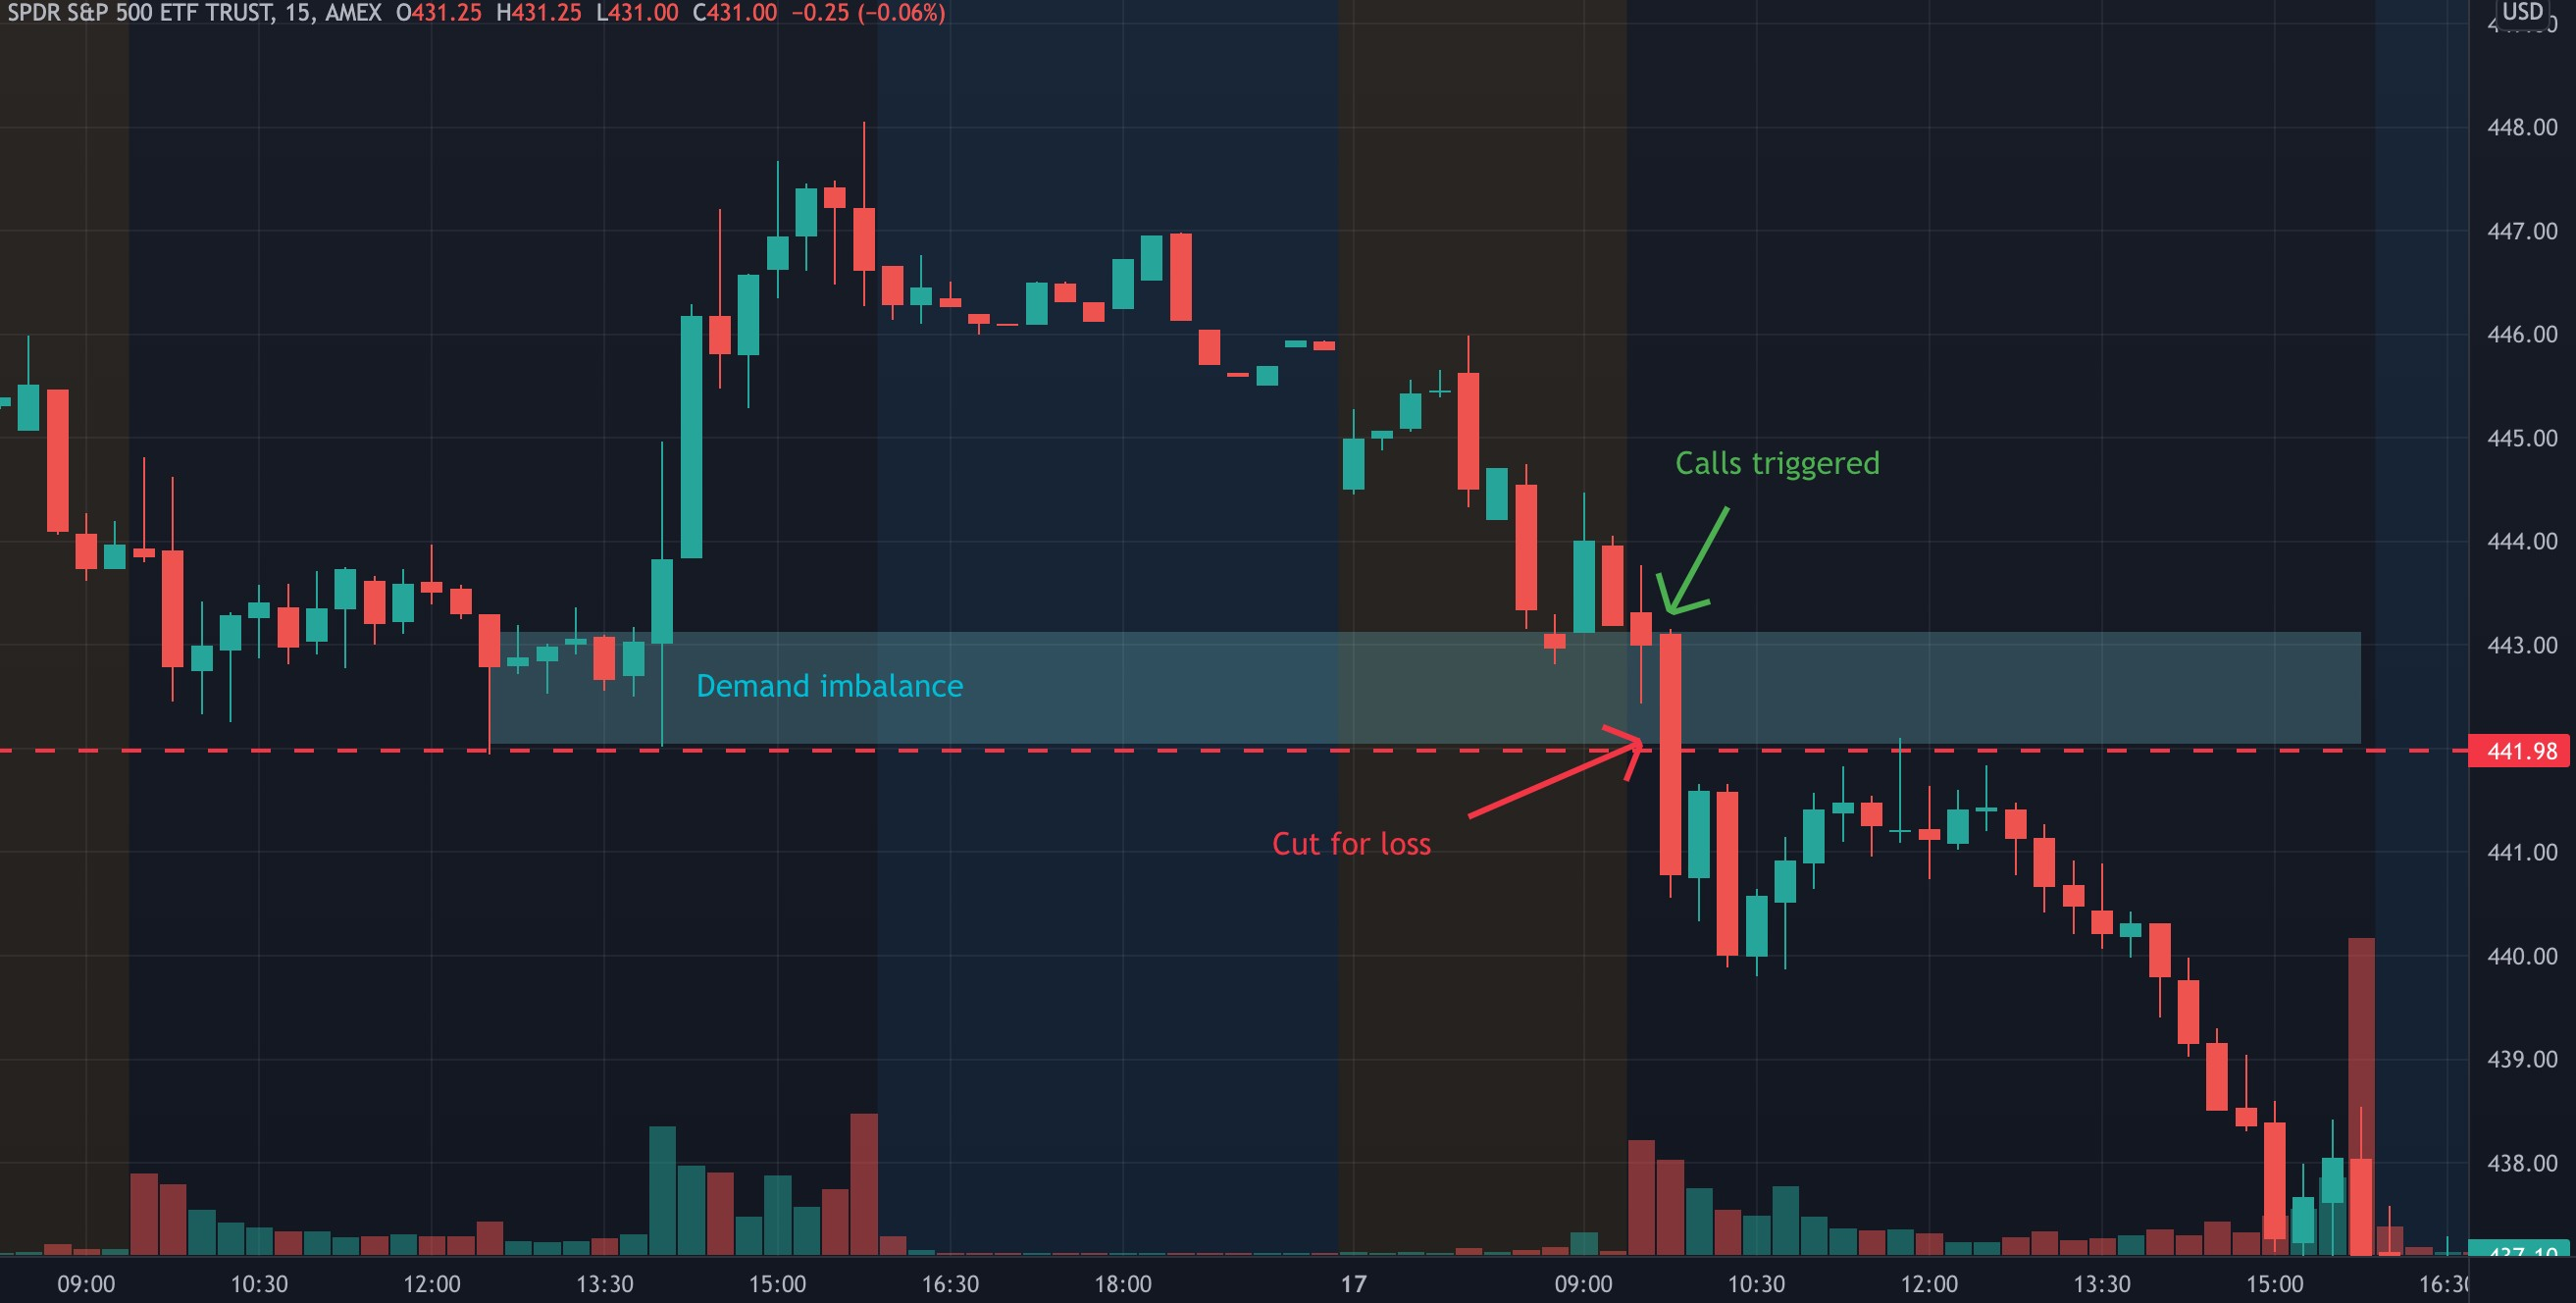 SPDR S&P 500 ETF TRUST, 15, AMEX O431.25 H431.25 L431.00 C431.00 −0.25 (−0.06%)
USD
448.00
447.00
446.00
445.00
Calls triggered
444.00
443.00
Demand imbalance
441.98
Cut for loss
441.00
440.00
439.00
438.00
437.10
09:00 10:30 12:00 13:30 15:00 16:30 18:00 17 09:00 10:30 12:00 13:30 15:00